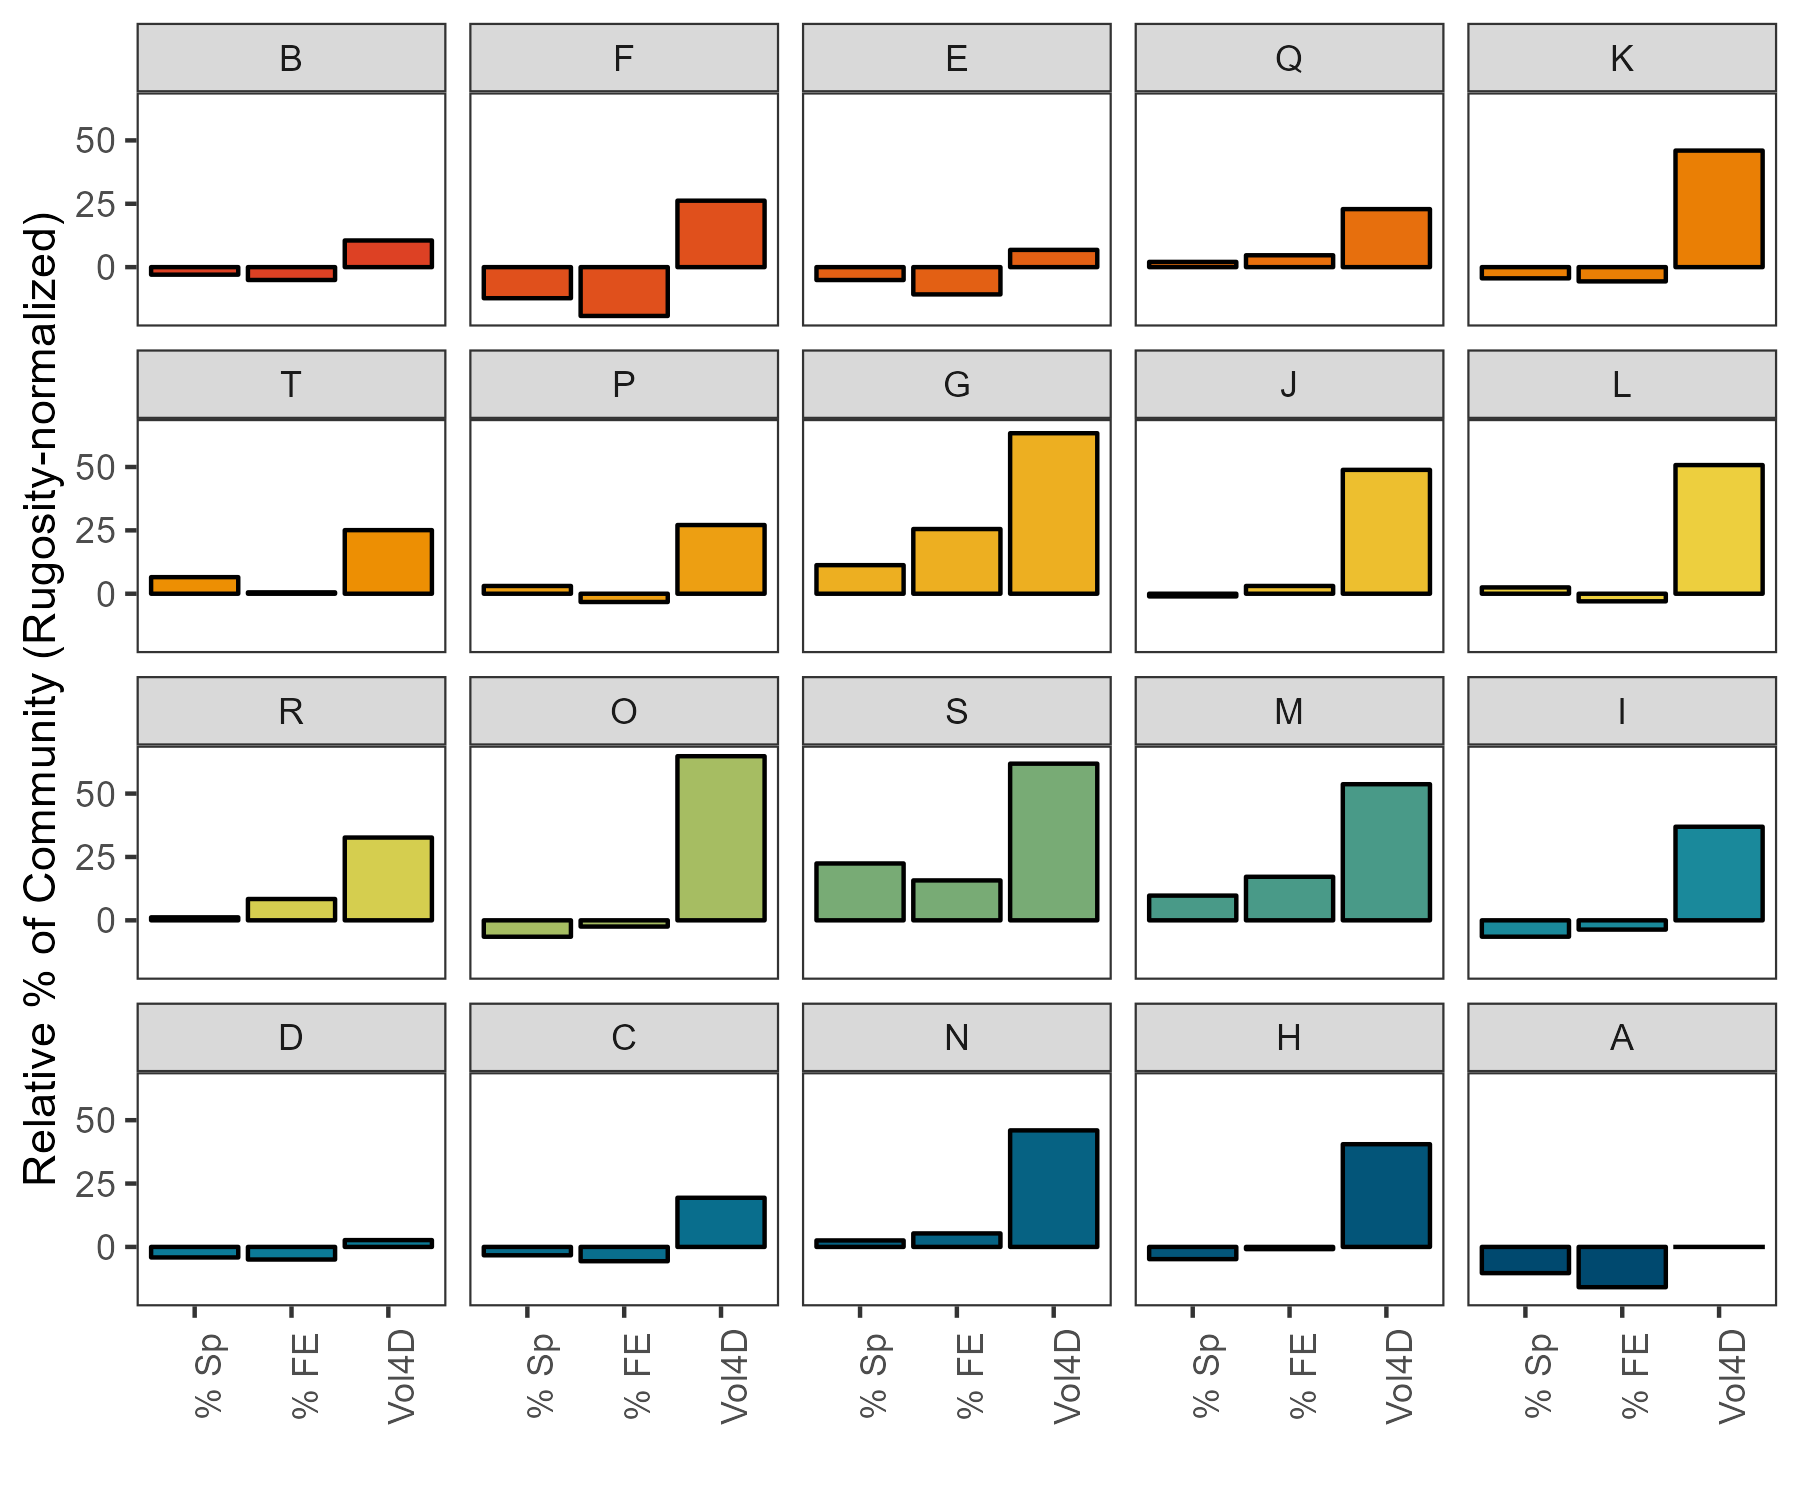 Relative % of Community (Rugosity-normalized)
B F E Q K
50
25
0
T P G J L
50
25
0
R O S M I
50
25
0
D C N H A
50
25
0
% Sp % FE Vol4D % Sp % FE Vol4D % Sp % FE Vol4D % Sp % FE Vol4D % Sp % FE Vol4D